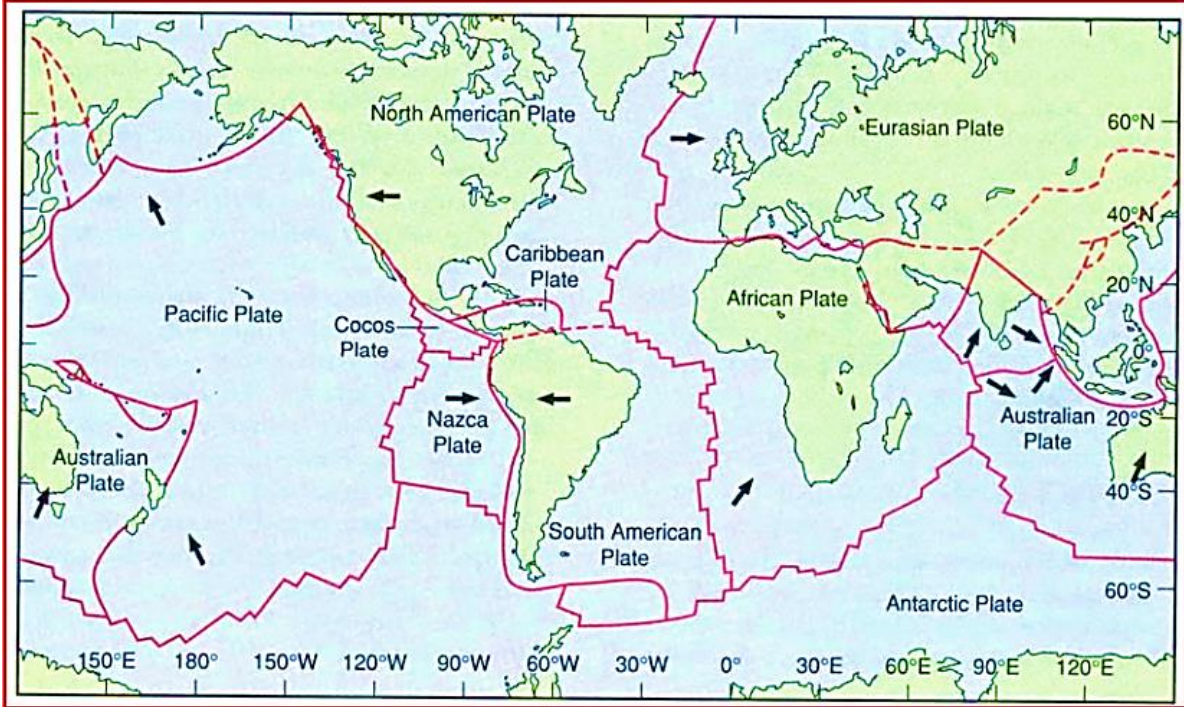 North American Plate
Eurasian Plate
60°N
40°N
Caribbean
Plate
20°N
African Plate
Pacific Plate
Cocos
Plate
0°
Nazca
Plate
Australian
Plate
20°S
Australian
Plate
40°S
South American
Plate
60°S
Antarctic Plate
150°E 180° 150°W 120°W 90°W 60°W 30°W 0° 30°E 60°E 90°E 120°E